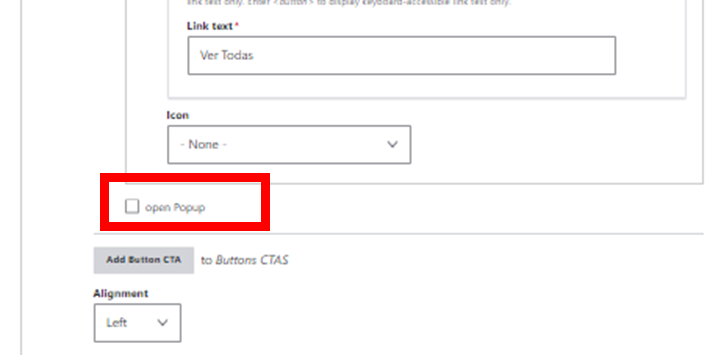 link text only. Enter <button> to display keyboard-accessible link text only.
Link text*
Ver Todas
Icon
- None -
open Popup
Add Button CTA to Buttons CTAS
Alignment
Left